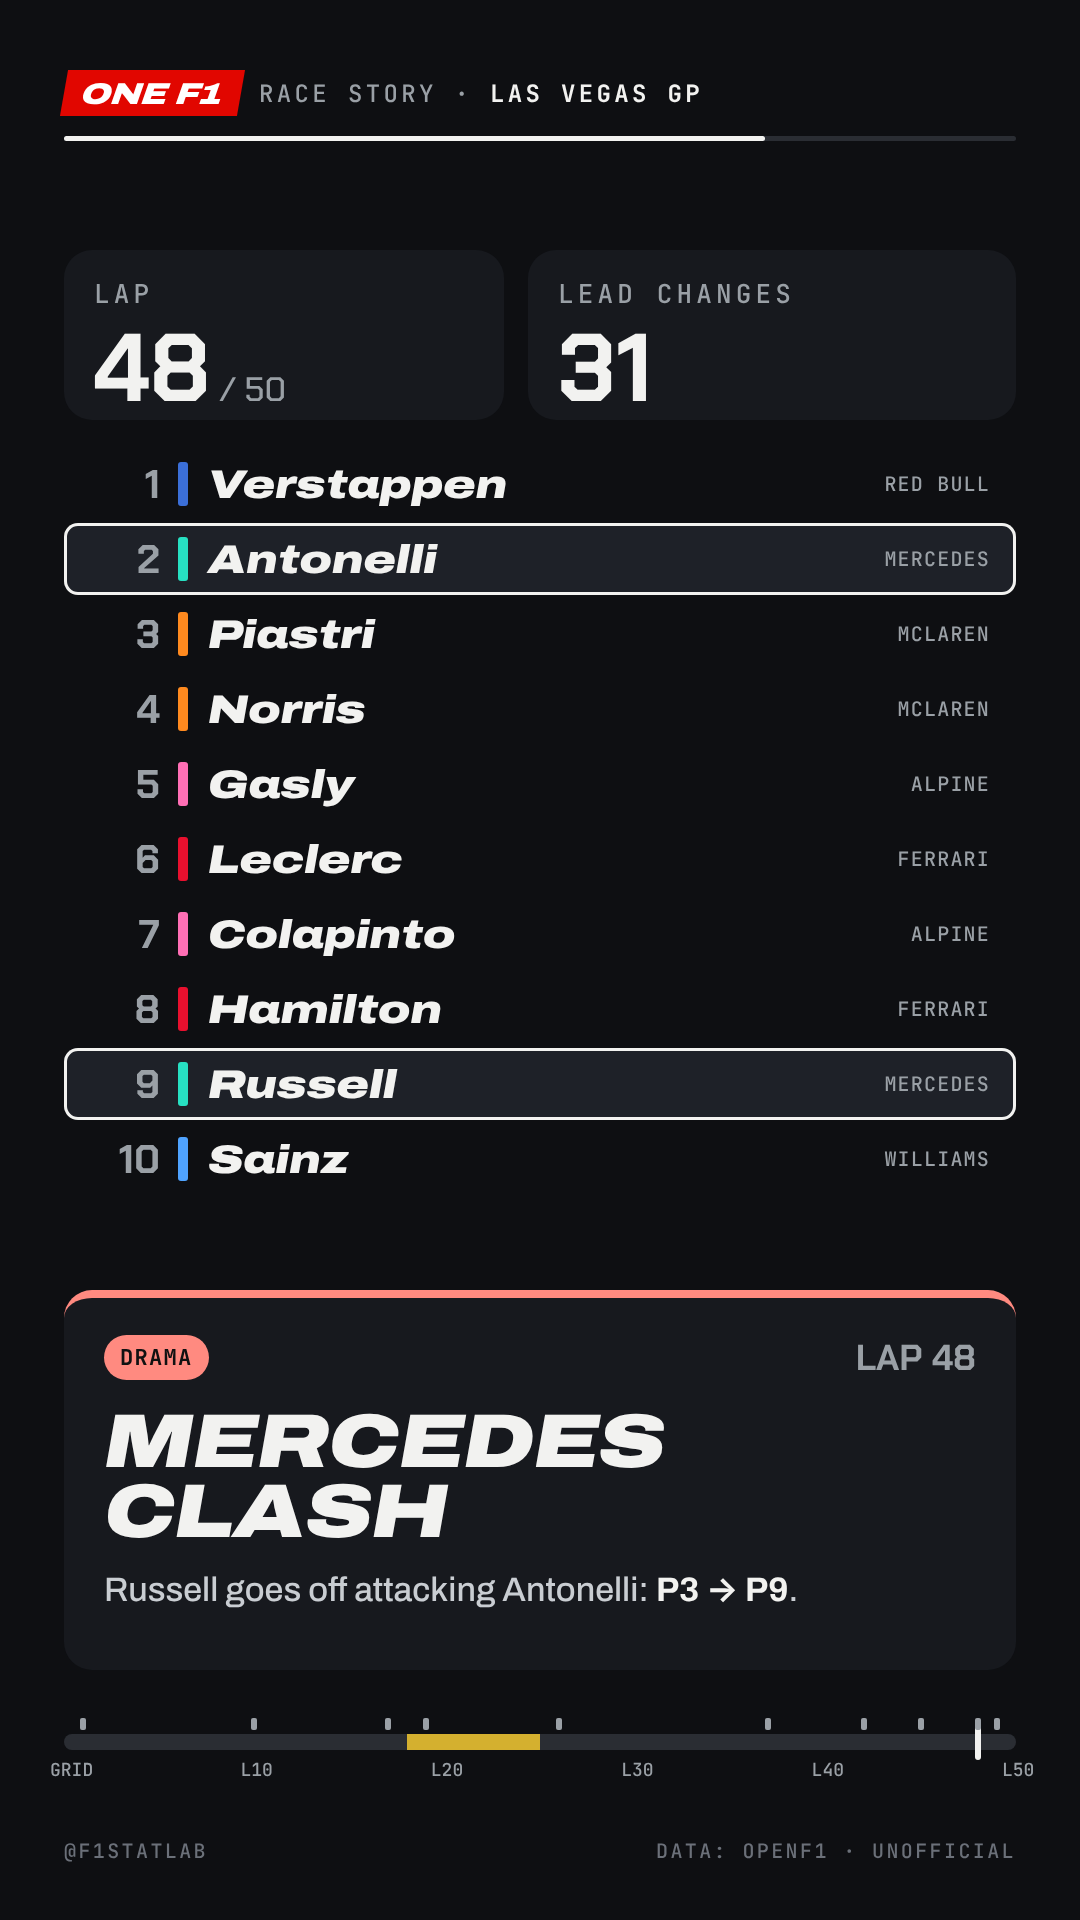 ONE F1 RACE STORY · LAS VEGAS GP
LAP
48 / 50
LEAD CHANGES
31
1 Verstappen RED BULL
2 Antonelli MERCEDES
3 Piastri MCLAREN
4 Norris MCLAREN
5 Gasly ALPINE
6 Leclerc FERRARI
7 Colapinto ALPINE
8 Hamilton FERRARI
9 Russell MERCEDES
10 Sainz WILLIAMS
DRAMA LAP 48
MERCEDES
CLASH
Russell goes off attacking Antonelli: P3 → P9.
GRID L10 L20 L30 L40 L50
@F1STATLAB DATA: OPENF1 · UNOFFICIAL